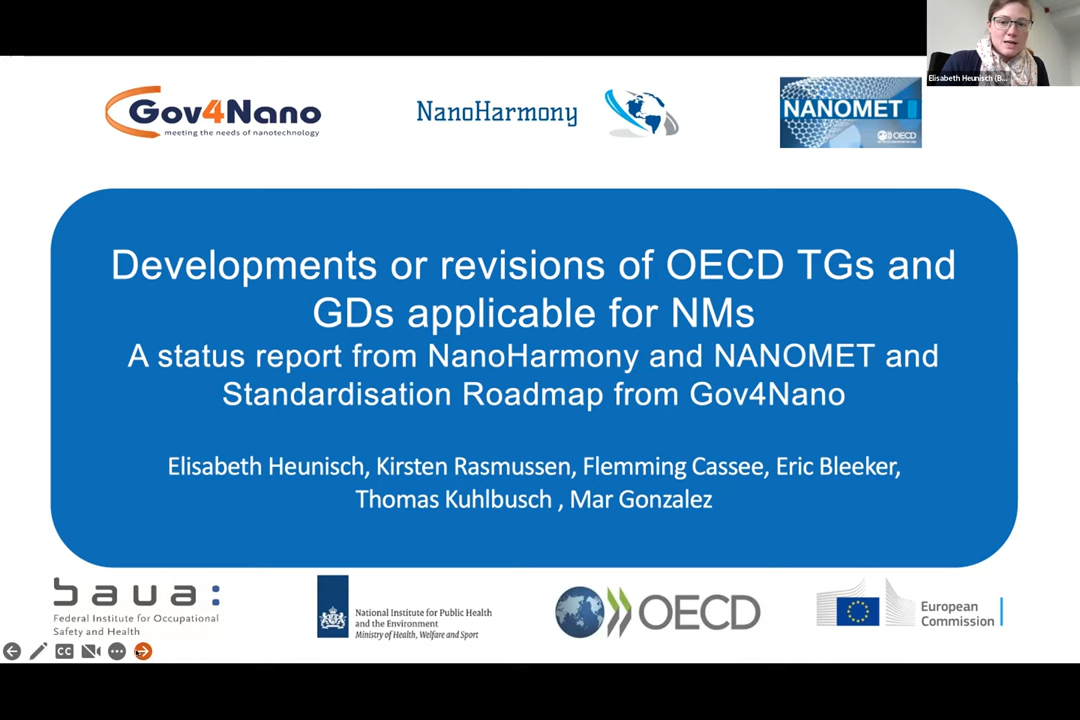 Elisabeth Heunisch (B...
Gov4Nano
meeting the needs of nanotechnology
NanoHarmony
NANOMET
OECD
Developments or revisions of OECD TGs and
GDs applicable for NMs
A status report from NanoHarmony and NANOMET and
Standardisation Roadmap from Gov4Nano
Elisabeth Heunisch, Kirsten Rasmussen, Flemming Cassee, Eric Bleeker,
Thomas Kuhlbusch , Mar Gonzalez
baua:
Federal Institute for Occupational
Safety and Health
National Institute for Public Health
and the Environment
Ministry of Health, Welfare and Sport
OECD
European
Commission
CC